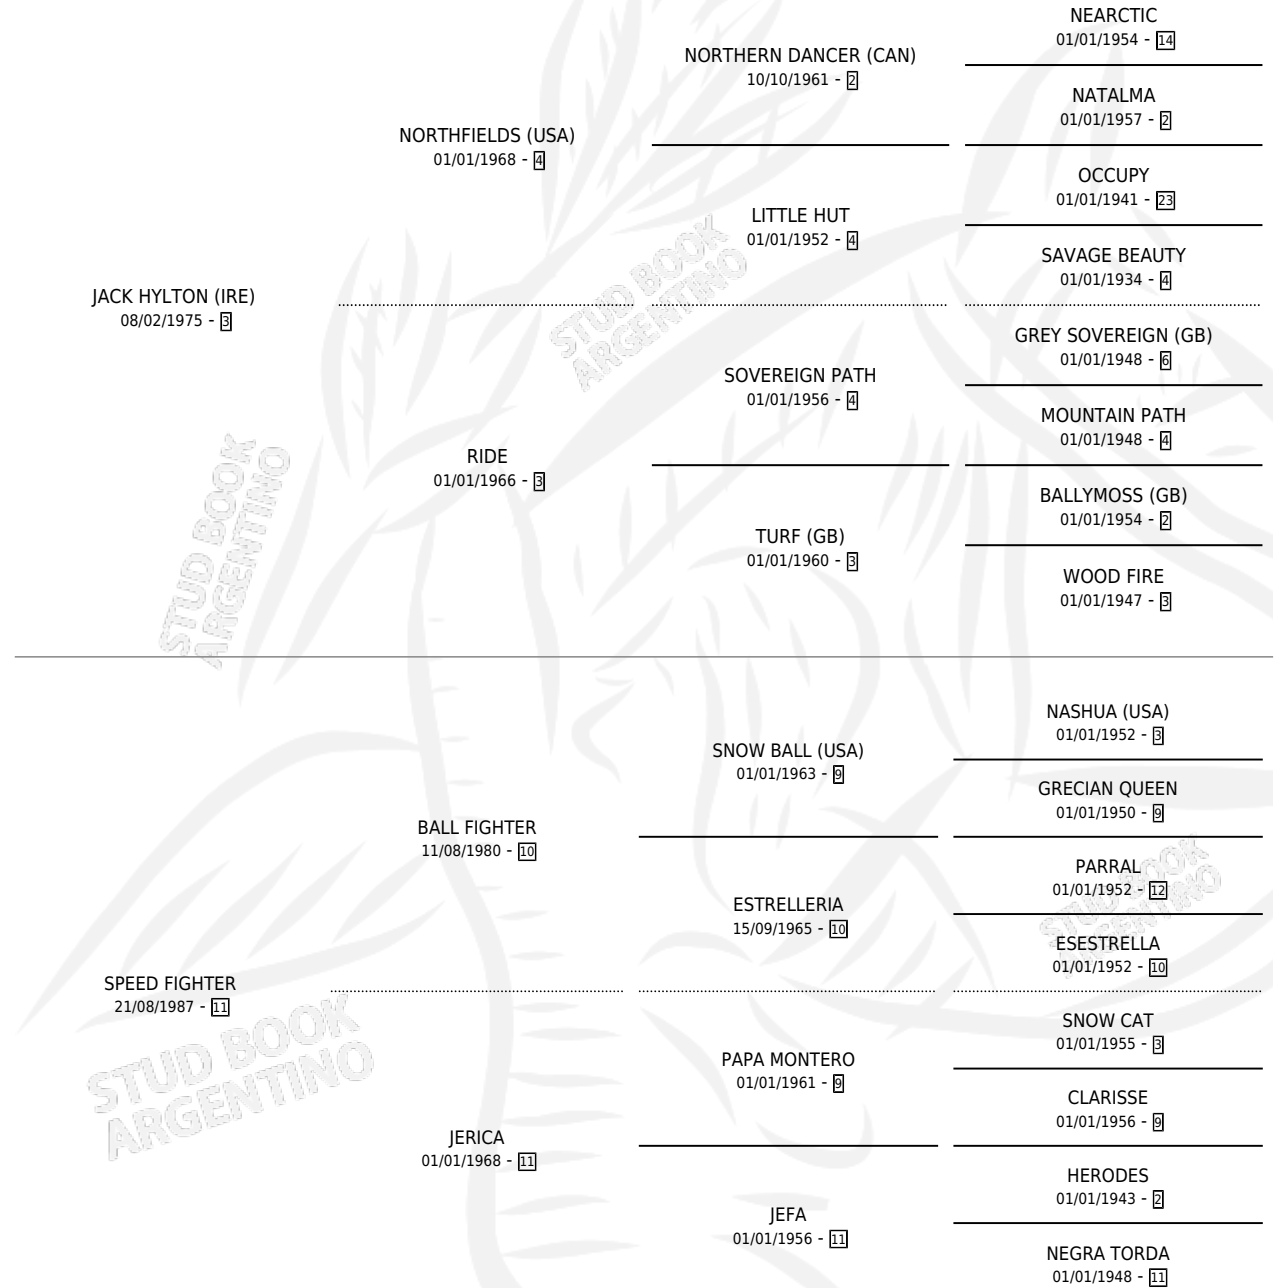 NEARCTIC
01/01/1954 - 14
NORTHERN DANCER (CAN)
10/10/1961 - 2
NATALMA
01/01/1957 - 2
NORTHFIELDS (USA)
01/01/1968 - 4
OCCUPY
01/01/1941 - 23
LITTLE HUT
01/01/1952 - 4
SAVAGE BEAUTY
01/01/1934 - 4
JACK HYLTON (IRE)
08/02/1975 - 3
GREY SOVEREIGN (GB)
01/01/1948 - 6
SOVEREIGN PATH
01/01/1956 - 4
MOUNTAIN PATH
01/01/1948 - 4
RIDE
01/01/1966 - 3
BALLYMOSS (GB)
01/01/1954 - 2
TURF (GB)
01/01/1960 - 3
WOOD FIRE
01/01/1947 - 3
NASHUA (USA)
01/01/1952 - 3
SNOW BALL (USA)
01/01/1963 - 9
GRECIAN QUEEN
01/01/1950 - 9
BALL FIGHTER
11/08/1980 - 10
PARRAL
01/01/1952 - 12
ESTRELLERIA
15/09/1965 - 10
ESESTRELLA
01/01/1952 - 10
SPEED FIGHTER
21/08/1987 - 11
SNOW CAT
01/01/1955 - 3
PAPA MONTERO
01/01/1961 - 9
CLARISSE
01/01/1956 - 9
JERICA
01/01/1968 - 11
HERODES
01/01/1943 - 2
JEFA
01/01/1956 - 11
NEGRA TORDA
01/01/1948 - 11
STUD BOOK
ARGENTINO
STUD BOOK
ARGENTINO
STUD BOOK
ARGENTINO
STUD BOOK
ARGENTINO